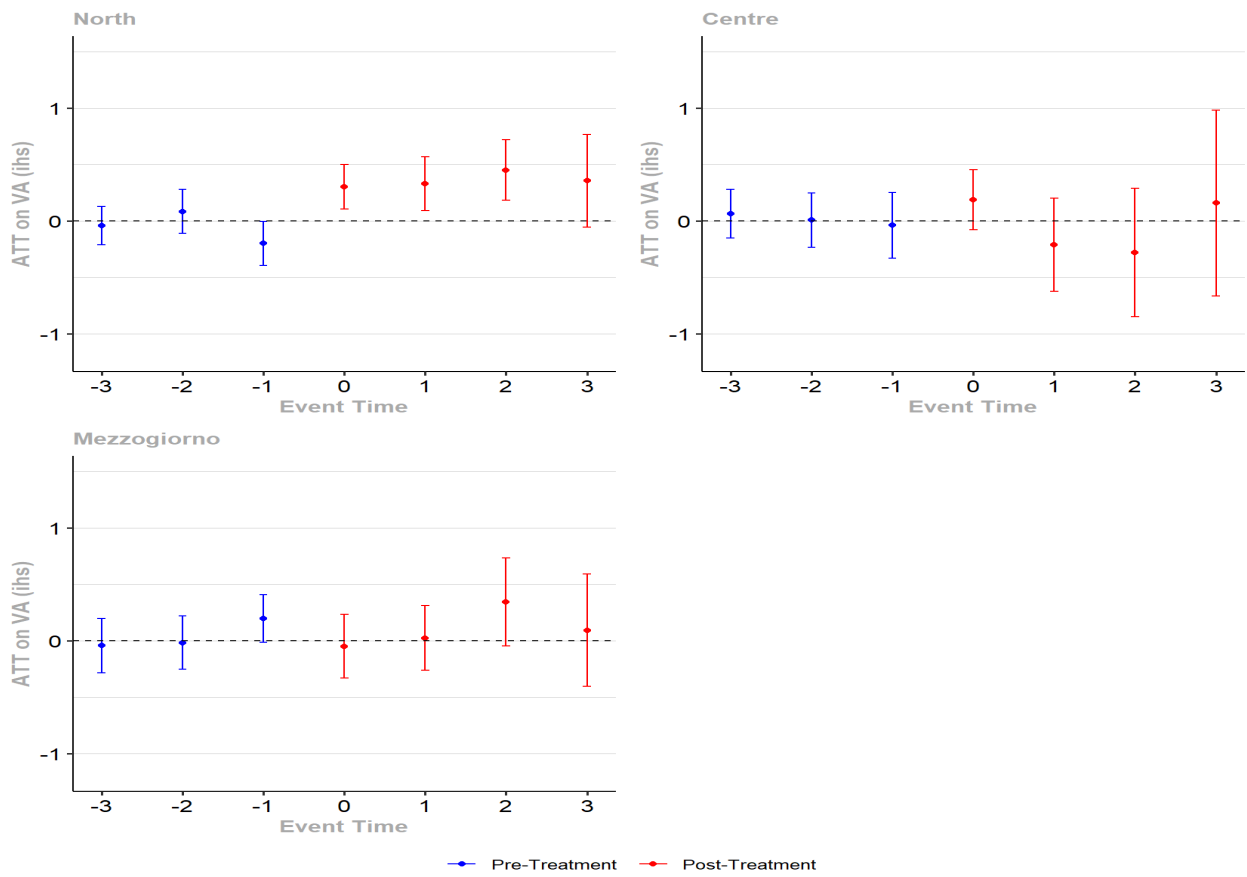 North
ATT on VA (ihs)
1
0
-1
-3 -2 -1 0 1 2 3
Event Time
Centre
ATT on VA (ihs)
1
0
-1
-3 -2 -1 0 1 2 3
Event Time
Mezzogiorno
ATT on VA (ihs)
1
0
-1
-3 -2 -1 0 1 2 3
Event Time
Pre-Treatment Post-Treatment